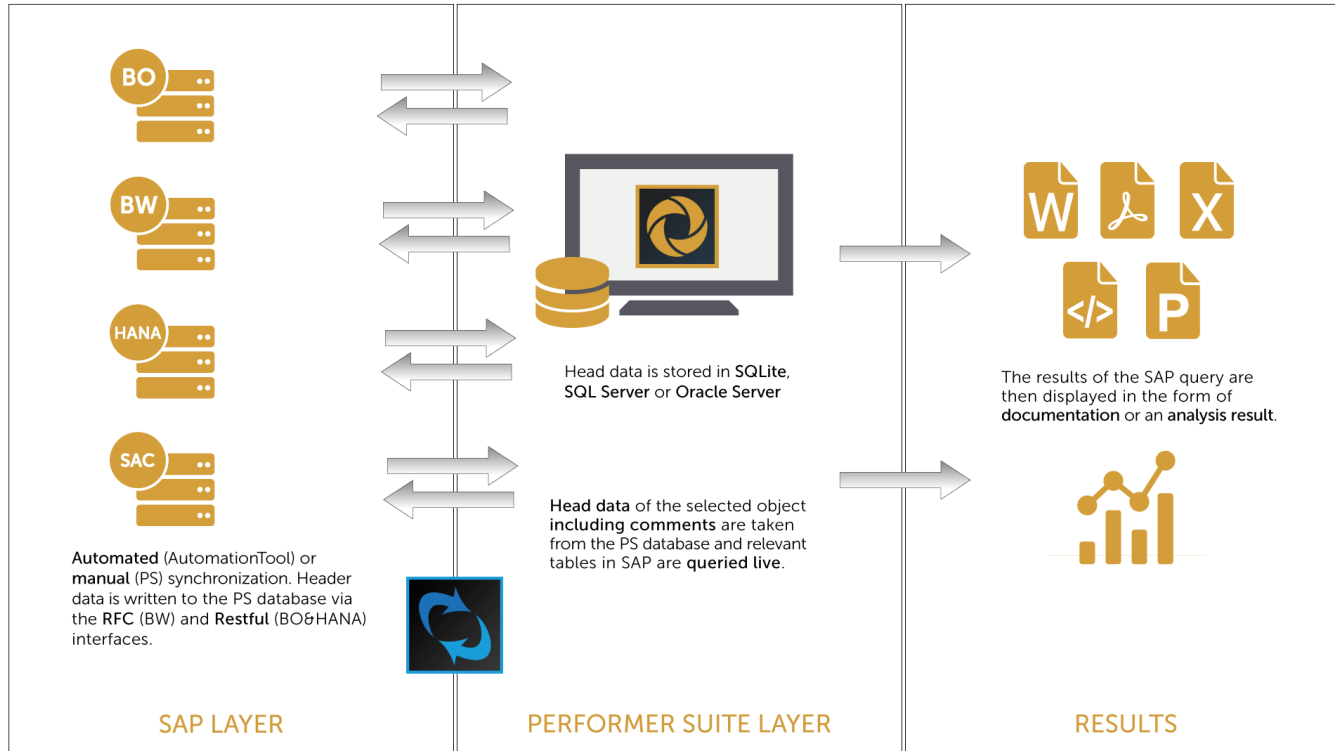 BO
BW
HANA
SAC
Automated (AutomationTool) or
manual (PS) synchronization. Header
data is written to the PS database via
the RFC (BW) and Restful (BO&HANA)
interfaces.
SAP LAYER
Head data is stored in SQLite,
SQL Server or Oracle Server
Head data of the selected object
including comments are taken
from the PS database and relevant
tables in SAP are queried live.
PERFORMER SUITE LAYER
W
X
</>
P
The results of the SAP query are
then displayed in the form of
documentation or an analysis result.
RESULTS